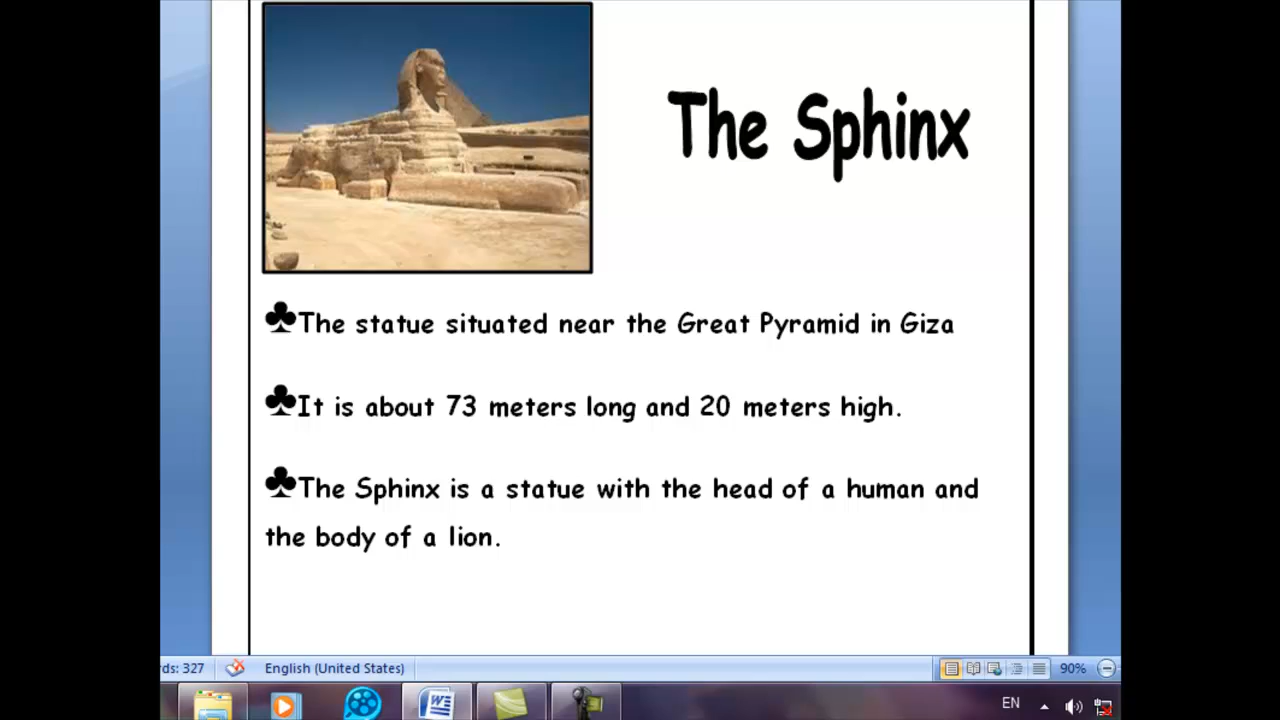 The Sphinx
♣The statue situated near the Great Pyramid in Giza
♣It is about 73 meters long and 20 meters high.
♣The Sphinx is a statue with the head of a human and
the body of a lion.
ds: 327 English (United States) 90%
EN